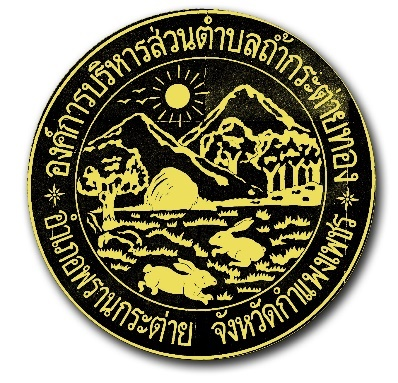 องค์การบริหารส่วนตำบลถ้ำกระต่ายทอง
อำเภอพรานกระต่าย จังหวัดกำแพงเพชร